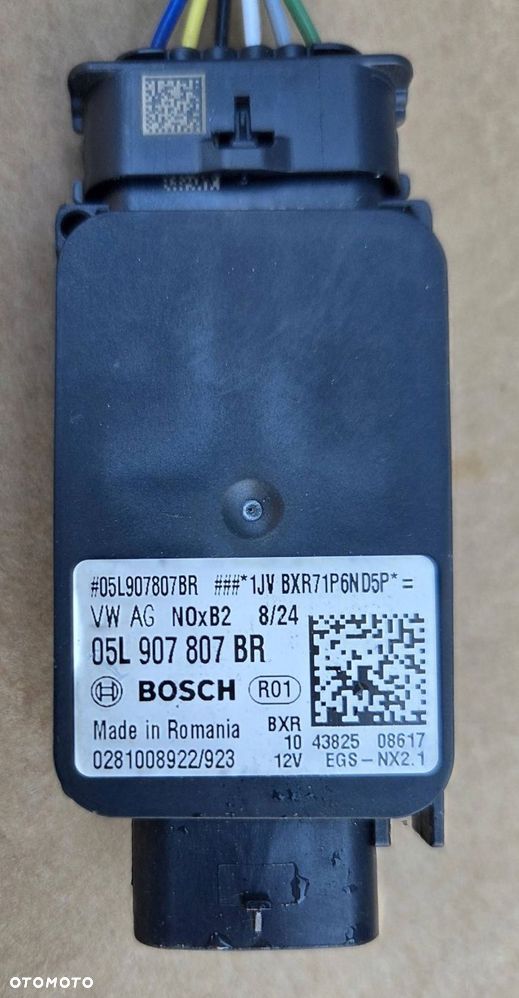 #05L907807BR ###*1JV BXR71P6ND5P*=
VW AG NOxB2 8/24
05L 907 807 BR
BOSCH R01
Made in Romania BXR
10 43825 08617
0281008922/923 12V EGS-NX2.1
OTOMOTO